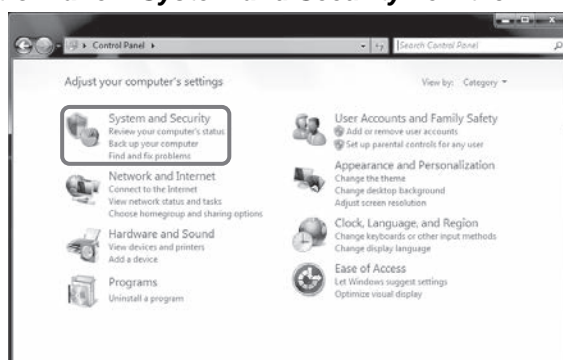 System and Security
Control Panel
Search Control Panel
Adjust your computer's settings
View by: Category
System and Security
Review your computer's status
Back up your computer
Find and fix problems
Network and Internet
Connect to the Internet
View network status and tasks
Choose homegroup and sharing options
Hardware and Sound
View devices and printers
Add a device
Programs
Uninstall a program
User Accounts and Family Safety
Add or remove user accounts
Set up parental controls for any user
Appearance and Personalization
Change the theme
Change desktop background
Adjust screen resolution
Clock, Language, and Region
Change keyboards or other input methods
Change display language
Ease of Access
Let Windows suggest settings
Optimize visual display